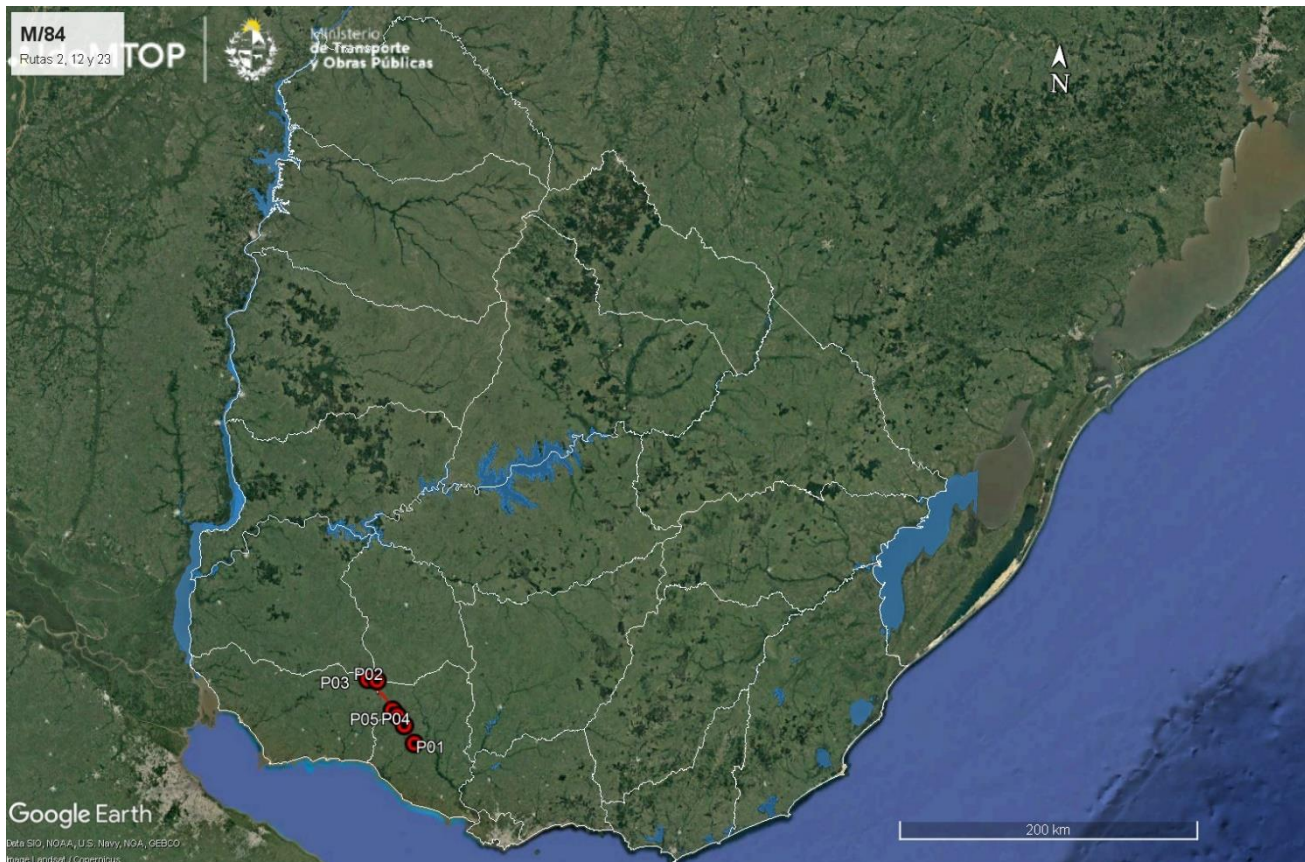 M/84
Rutas 2, 12 y 23
MTOP
Ministerio
de Transporte
y Obras Públicas
N
P02
P03
P05
P04
P01
Google Earth
200 km
Data SIO, NOAA, U.S. Navy, NGA, GEBCO
Image Landsat / Copernicus